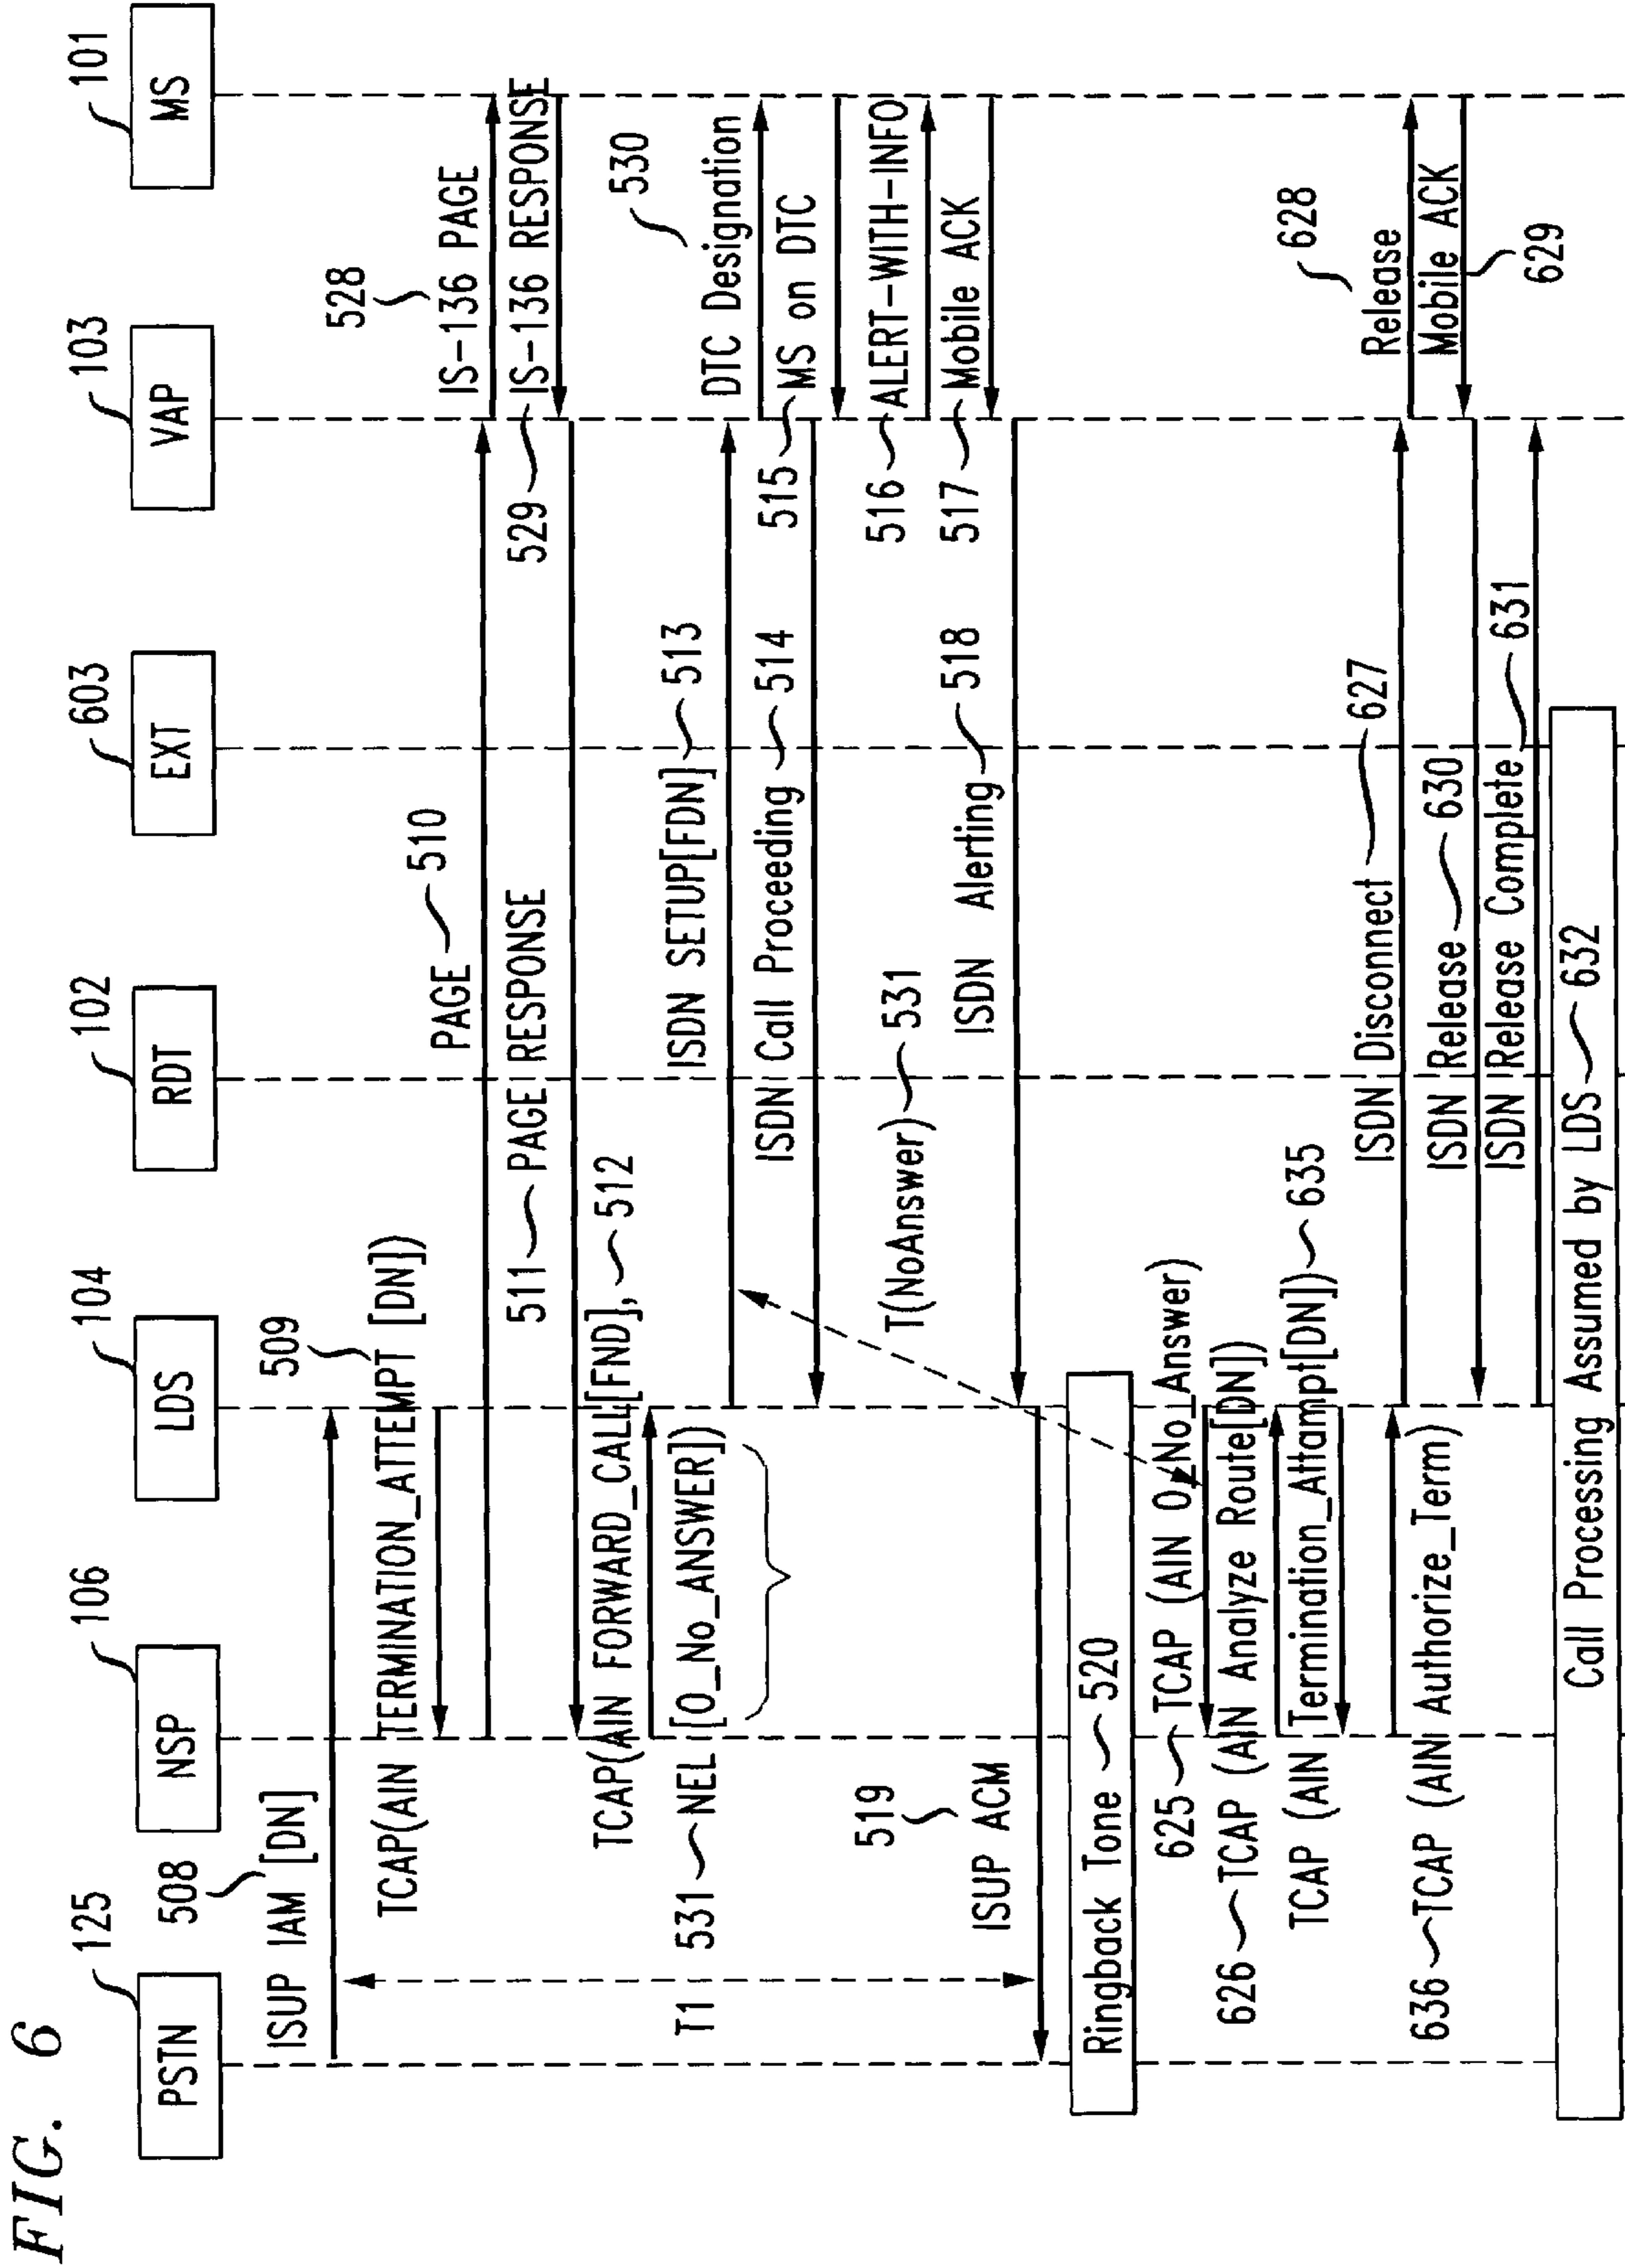 FIG. 6
125
106
104
102
603
103
101
PSTN
NSP
LDS
RDT
EXT
VAP
MS
508
ISUP IAM [DN]
509
TCAP(AIN TERMINATION_ATTEMPT [DN])
PAGE 510
528
IS-136 PAGE
529 IS-136 RESPONSE
511 PAGE RESPONSE
TCAP(AIN FORWARD_CALL[FND], 512
531 NEL [O_No_ANSWER])
T1
ISDN SETUP[FDN] 513
530
DTC Designation
ISDN Call Proceeding 514
515 MS on DTC
516 ALERT-WITH-INFO
T(NoAnswer) 531
517 Mobile ACK
ISDN Alerting 518
519
ISUP ACM
Ringback Tone 520
625 TCAP (AIN O_No_Answer)
626 TCAP (AIN Analyze Route[DN])
TCAP (AIN Termination_Attampt[DN]) 635
ISDN Disconnect 627
628
Release
636 TCAP (AIN Authorize_Term)
Mobile ACK
629
ISDN Release 630
ISDN Release Complete 631
Call Processing Assumed by LDS 632